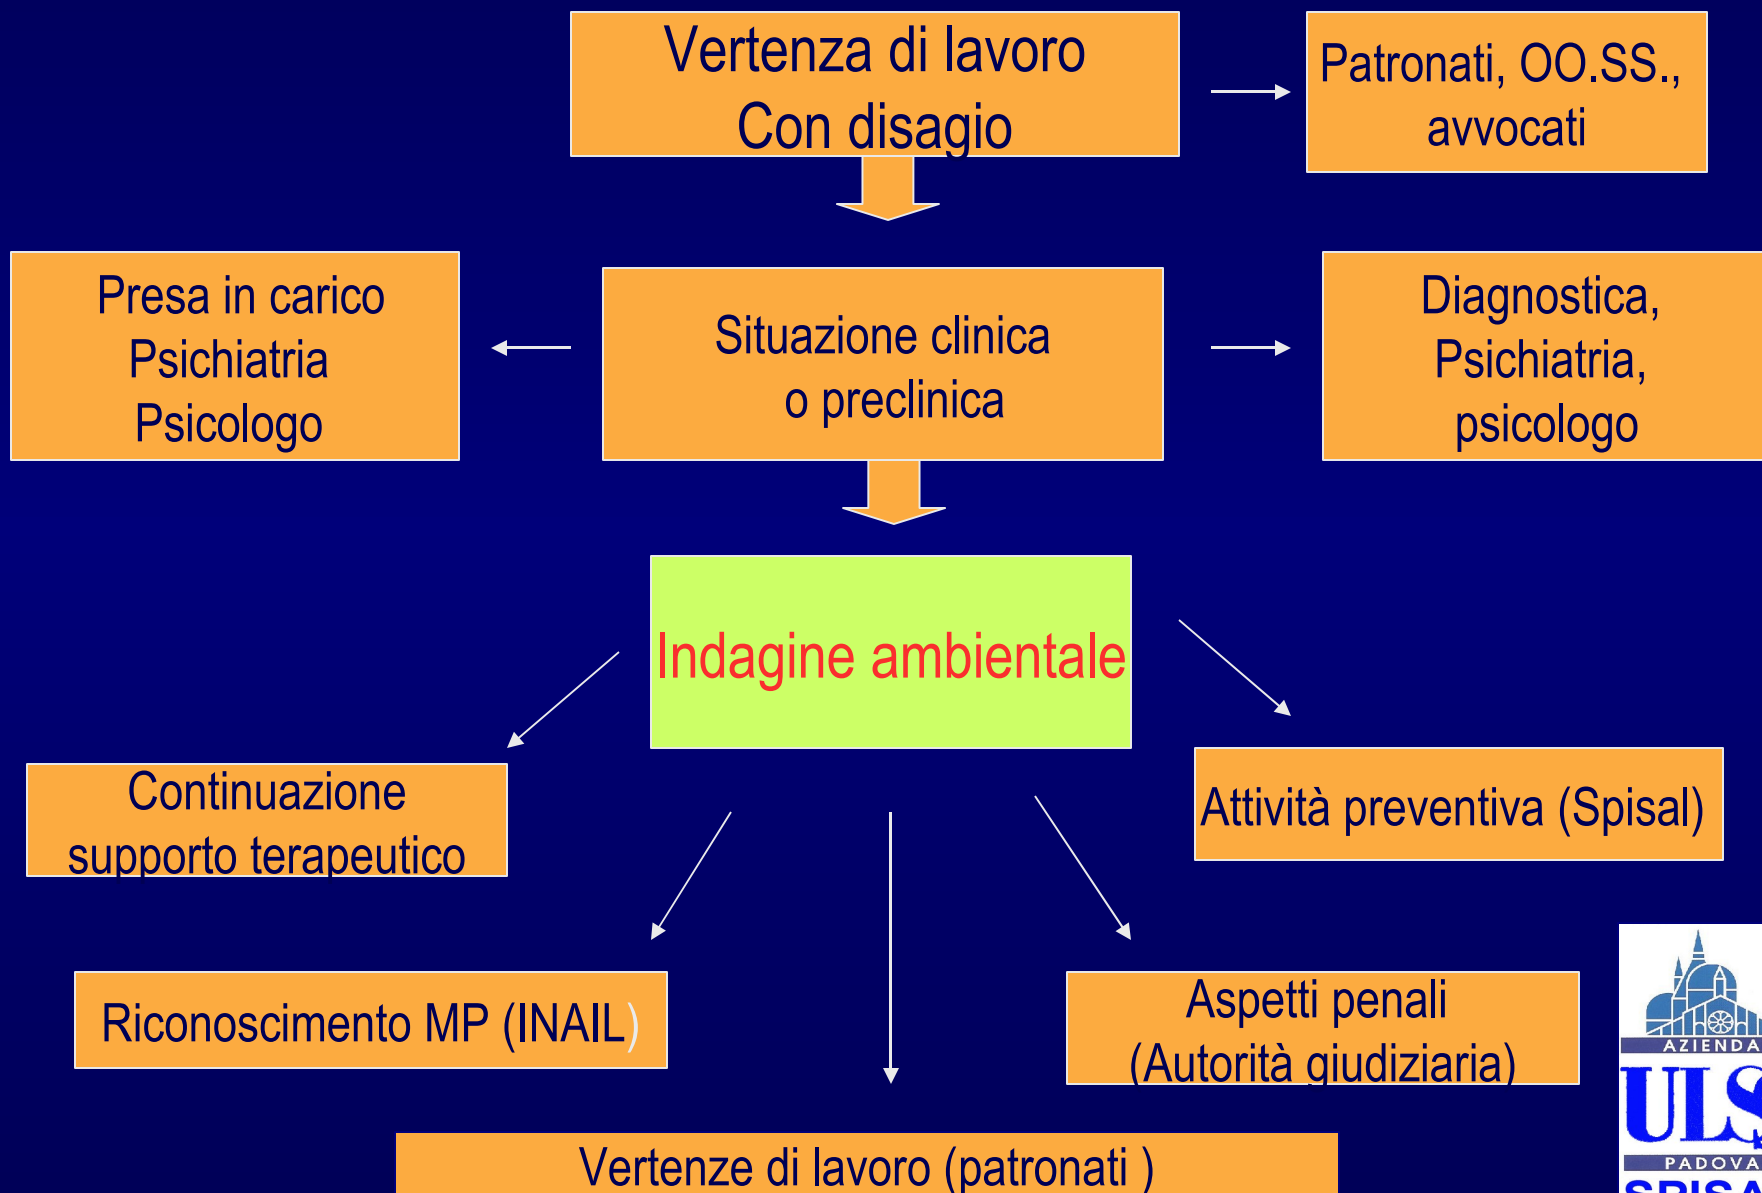 Vertenza di lavoro
Con disagio
Patronati, OO.SS.,
avvocati
Presa in carico
Psichiatria
Psicologo
Situazione clinica
o preclinica
Diagnostica,
Psichiatria,
psicologo
Indagine ambientale
Continuazione
supporto terapeutico
Attività preventiva (Spisal)
Riconoscimento MP (INAIL)
Aspetti penali
(Autorità giudiziaria)
Vertenze di lavoro (patronati )
AZIENDA
ULS
PADOVA
SPISA